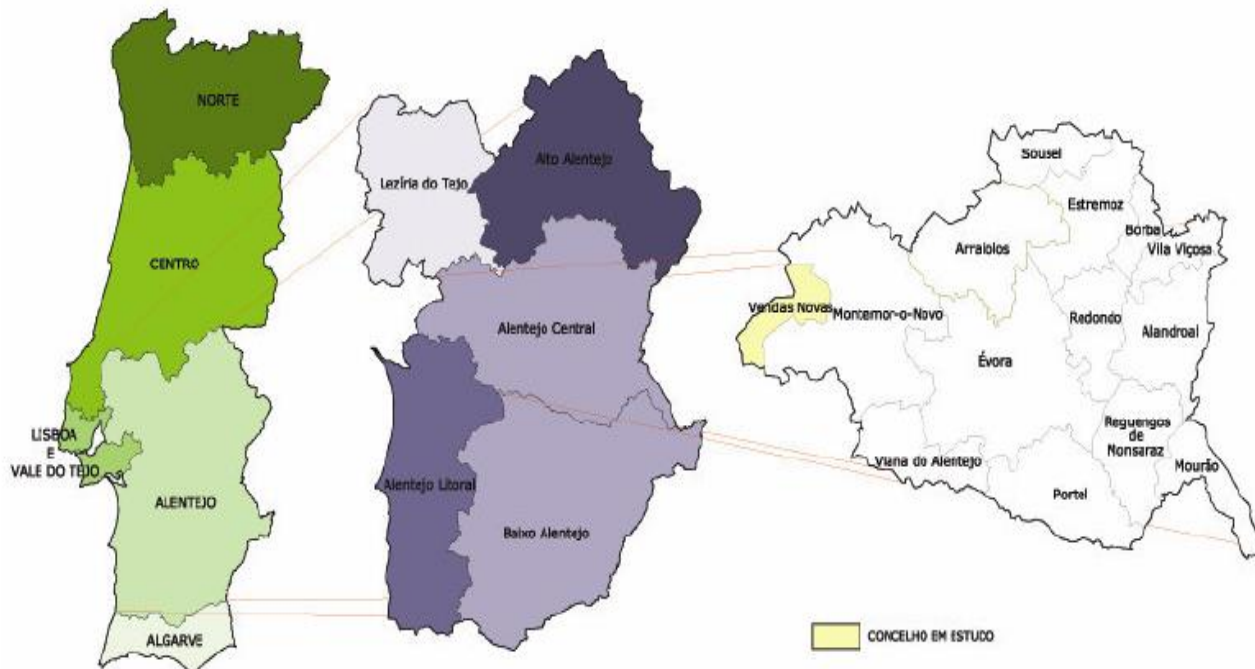 NORTE
CENTRO
LISBOA
E
VALE DO TEJO
ALENTEJO
ALGARVE
Lezíria do Tejo
Alto Alentejo
Alentejo Central
Alentejo Litoral
Baixo Alentejo
Sousel
Estremoz
Borba
Vila Viçosa
Arraiolos
Vendas Novas
Montemor-o-Novo
Redondo
Alandroal
Évora
Reguengos
de
Monsaraz
Mourão
Viana do Alentejo
Portel
CONCELHO EM ESTUDO